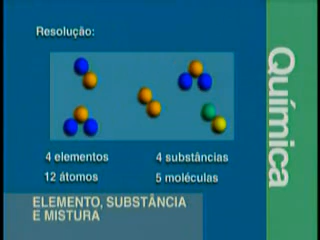 Resolução:
4 elementos
4 substâncias
12 átomos
5 moléculas
ELEMENTO, SUBSTÂNCIA
E MISTURA
Química